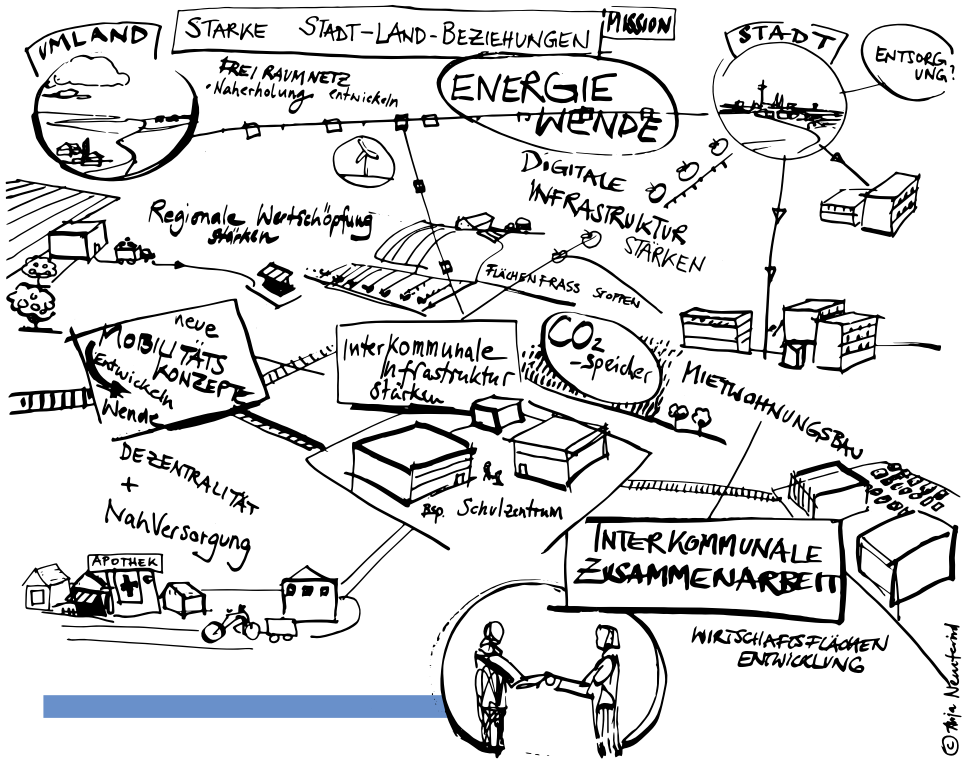 UMLAND
STARKE STADT-LAND-BEZIEHUNGEN
MISSION
STADT
ENTSORG
UNG?
FREIRAUMNETZ
• Naherholung entwickeln
ENERGIE
WENDE
DIGITALE
INFRASTRUKTUR
STÄRKEN
Regionale Wertschöpfung
stärken
FLÄCHENFRASS STOPPEN
neue
MOBILITÄTS
KONZEPTE
entwickeln
Wende
InterKommunale
Infrastruktur
stärken
CO2
-speicher
MIETWOHNUNGSBAU
DEZENTRALITÄT
+
NahVersorgung
Bsp. Schulzentrum
APOTHEK
INTERKOMMUNALE
ZUSAMMENARBEIT
WIRTSCHAFTSFLÄCHEN
ENTWICKLUNG
©